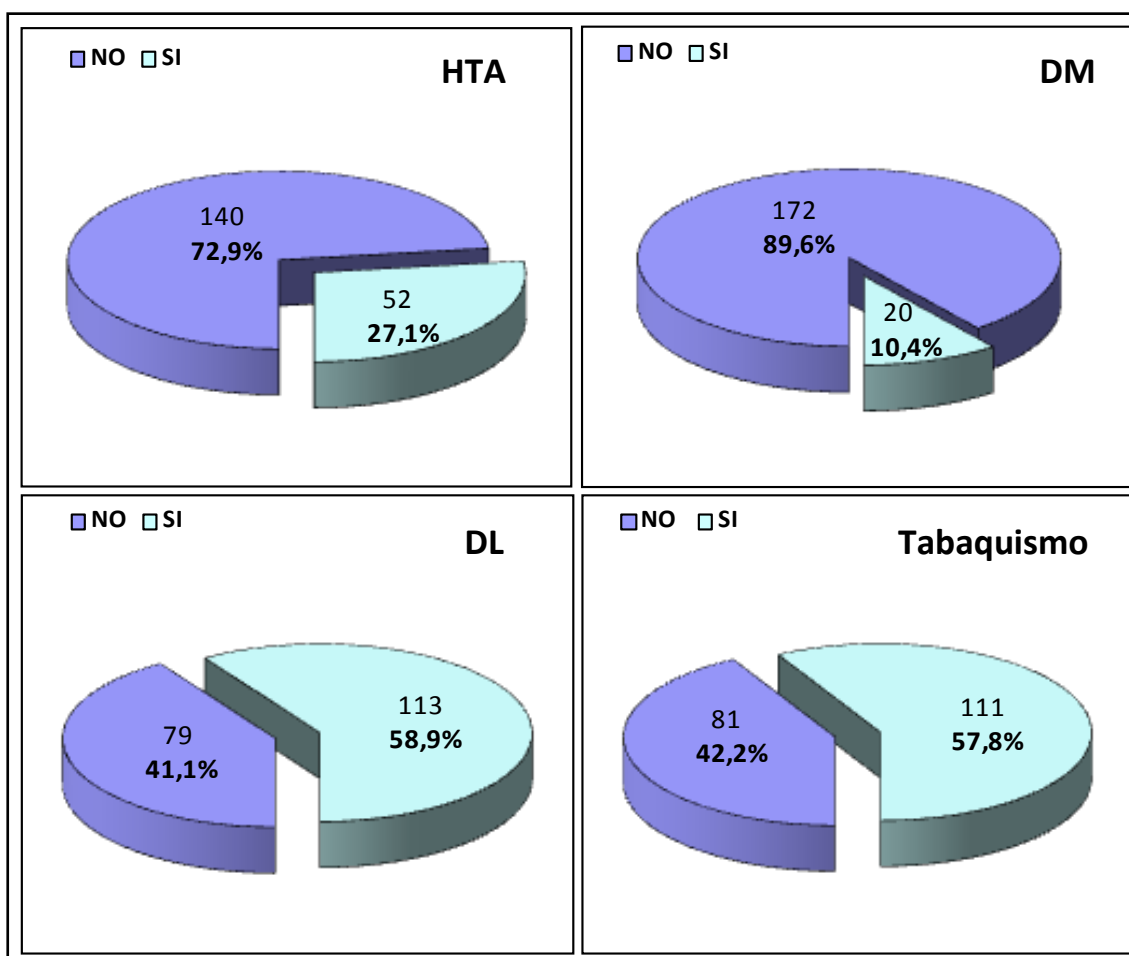 NO SI
HTA
140
72,9%
52
27,1%
NO SI
DM
172
89,6%
20
10,4%
NO SI
DL
79
41,1%
113
58,9%
NO SI
Tabaquismo
81
42,2%
111
57,8%